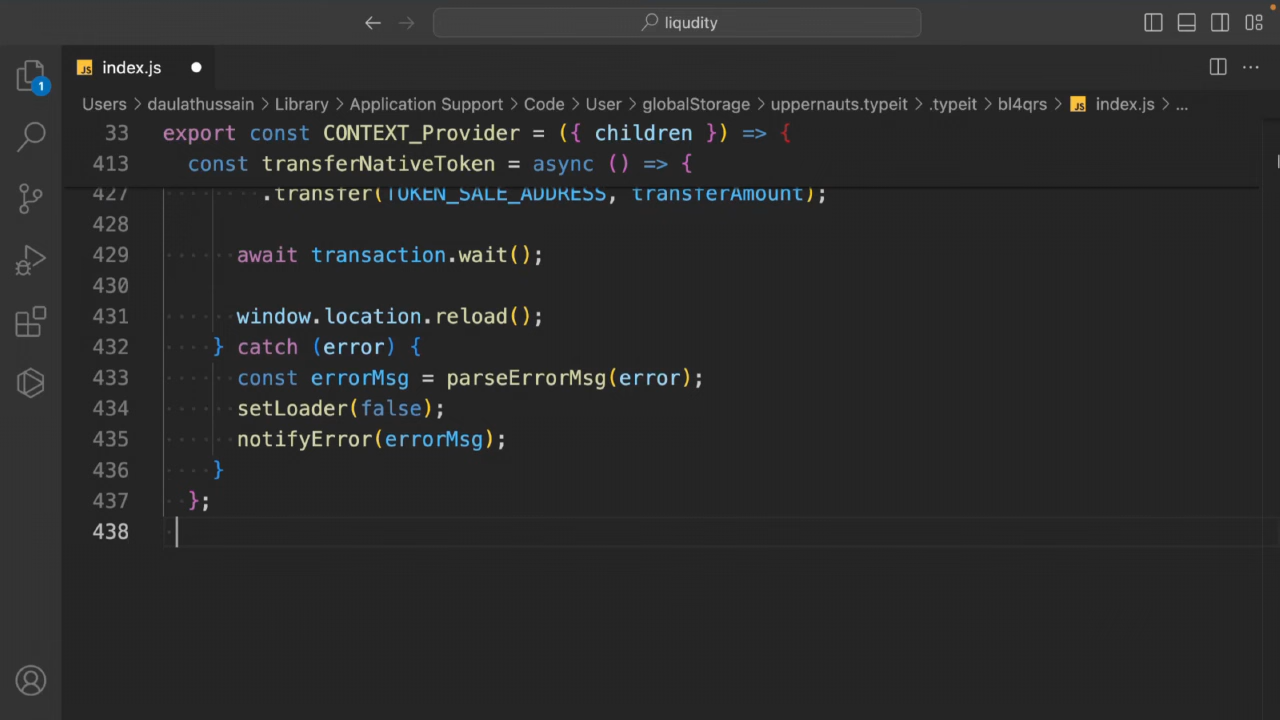 liqudity
JS index.js
Users > daulathussain > Library > Application Support > Code > User > globalStorage > uppernauts.typeit > .typeit > bl4qrs > JS index.js > ...
1
33 export const CONTEXT_Provider = ({ children }) => {
413 const transferNativeToken = async () => {
427 .transfer(TOKEN_SALE_ADDRESS, transferAmount);
428
429 await transaction.wait();
430
431 window.location.reload();
432 } catch (error) {
433 const errorMsg = parseErrorMsg(error);
434 setLoader(false);
435 notifyError(errorMsg);
436 }
437 };
438